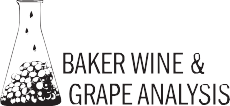 BAKER WINE &
GRAPE ANALYSIS